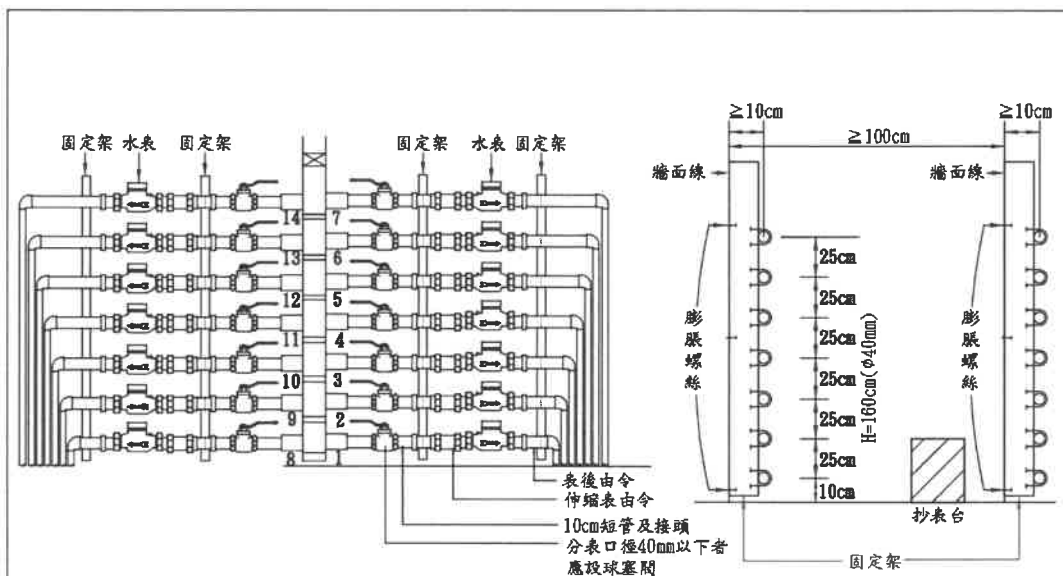 固定架 水表 固定架 固定架 水表 固定架
14 7
13 6
12 5
11 4
10 3
9 2
8 1
表後由令
伸縮表由令
10cm短管及接頭
分表口徑40mm以下者
應設球塞閥
≧10cm ≧10cm
≧100cm
牆面線 牆面線
膨脹螺絲 膨脹螺絲
25cm
25cm
25cm
25cm
25cm
25cm
10cm
H=160cm(φ40mm)
抄表台
固定架